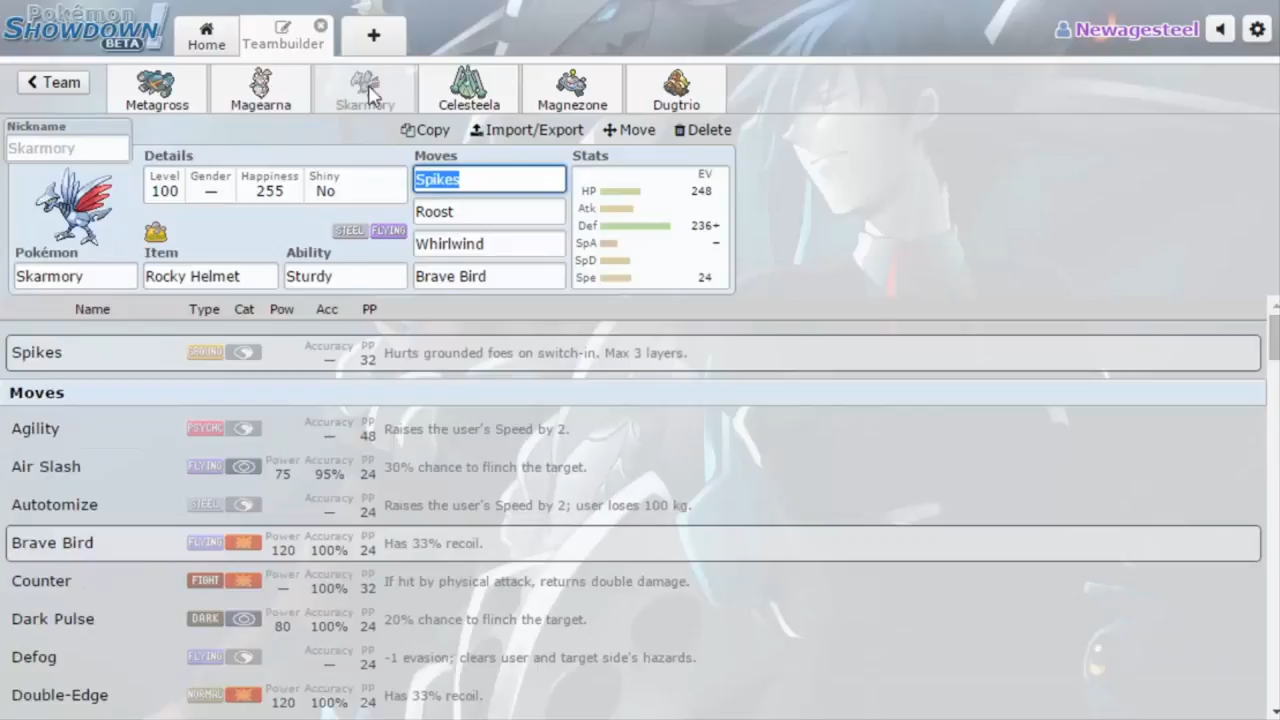 Pokémon
SHOWDOWN!
BETA
Home
Teambuilder
+
Newagesteel
Team
Metagross
Magearna
Skarmory
Celesteela
Magnezone
Dugtrio
Nickname
Skarmory
Copy
Import/Export
Move
Delete
Details
Level
100
Gender
—
Happiness
255
Shiny
No
STEEL FLYING
Pokémon
Skarmory
Item
Rocky Helmet
Ability
Sturdy
Moves
Spikes
Roost
Whirlwind
Brave Bird
Stats
EV
HP 248
Atk
Def 236+
SpA –
SpD
Spe 24
Name Type Cat Pow Acc PP
Spikes GROUND Accuracy — PP 32 Hurts grounded foes on switch-in. Max 3 layers.
Moves
Agility PSYCHC Accuracy — PP 48 Raises the user's Speed by 2.
Air Slash FLYING Power 75 Accuracy 95% PP 24 30% chance to flinch the target.
Autotomize STEEL Accuracy — PP 24 Raises the user's Speed by 2; user loses 100 kg.
Brave Bird FLYING Power 120 Accuracy 100% PP 24 Has 33% recoil.
Counter FIGHT Power — Accuracy 100% PP 32 If hit by physical attack, returns double damage.
Dark Pulse DARK Power 80 Accuracy 100% PP 24 20% chance to flinch the target.
Defog FLYING Accuracy — PP 24 -1 evasion; clears user and target side's hazards.
Double-Edge NORMAL Power 120 Accuracy 100% PP 24 Has 33% recoil.